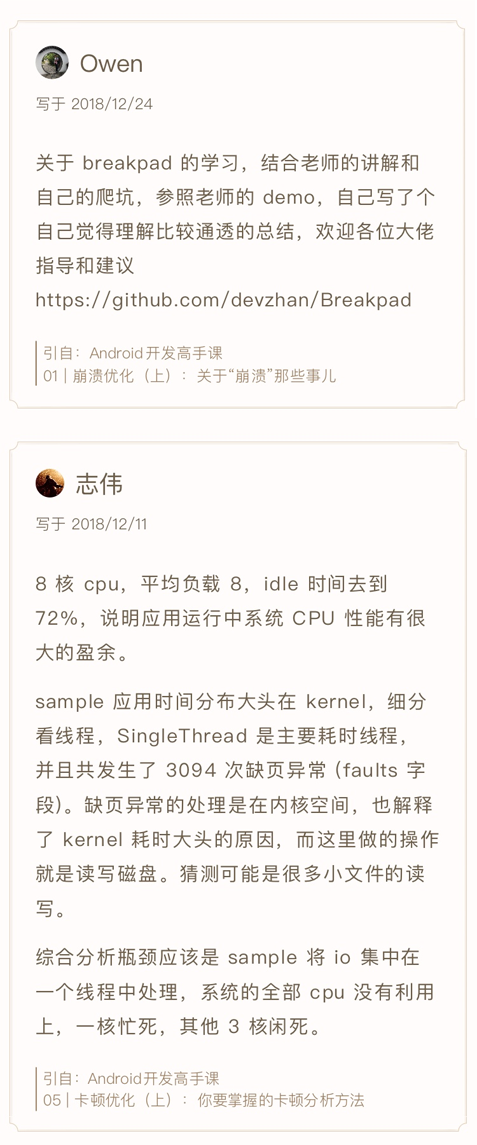 Owen
写于 2018/12/24
关于 breakpad 的学习，结合老师的讲解和
自己的爬坑，参照老师的 demo，自己写了个
自己觉得理解比较通透的总结，欢迎各位大佬
指导和建议
https://github.com/devzhan/Breakpad
引自：Android开发高手课
01 | 崩溃优化（上）：关于“崩溃”那些事儿
志伟
写于 2018/12/11
8 核 cpu，平均负载 8，idle 时间去到
72%，说明应用运行中系统 CPU 性能有很
大的盈余。
sample 应用时间分布大头在 kernel，细分
看线程，SingleThread 是主要耗时线程，
并且共发生了 3094 次缺页异常 (faults 字
段)。缺页异常的处理是在内核空间，也解释
了 kernel 耗时大头的原因，而这里做的操作
就是读写磁盘。猜测可能是很多小文件的读
写。
综合分析瓶颈应该是 sample 将 io 集中在
一个线程中处理，系统的全部 cpu 没有利用
上，一核忙死，其他 3 核闲死。
引自：Android开发高手课
05 | 卡顿优化（上）：你要掌握的卡顿分析方法